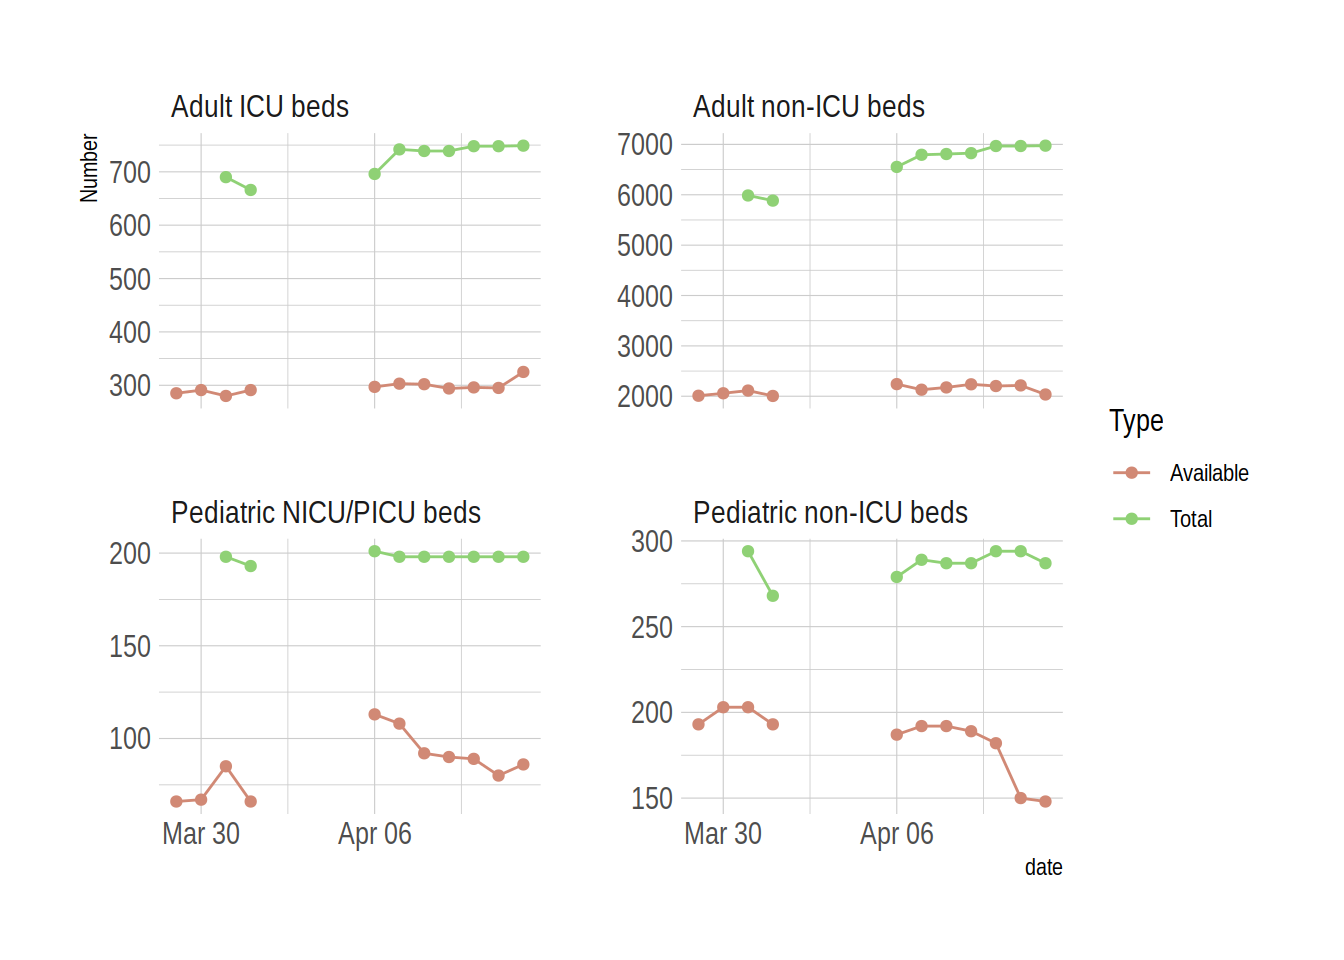 Adult ICU beds
Adult non-ICU beds
Number
700
600
500
400
300
7000
6000
5000
4000
3000
2000
Pediatric NICU/PICU beds
Pediatric non-ICU beds
200
150
100
300
250
200
150
Mar 30
Apr 06
Mar 30
Apr 06
date
Type
Available
Total